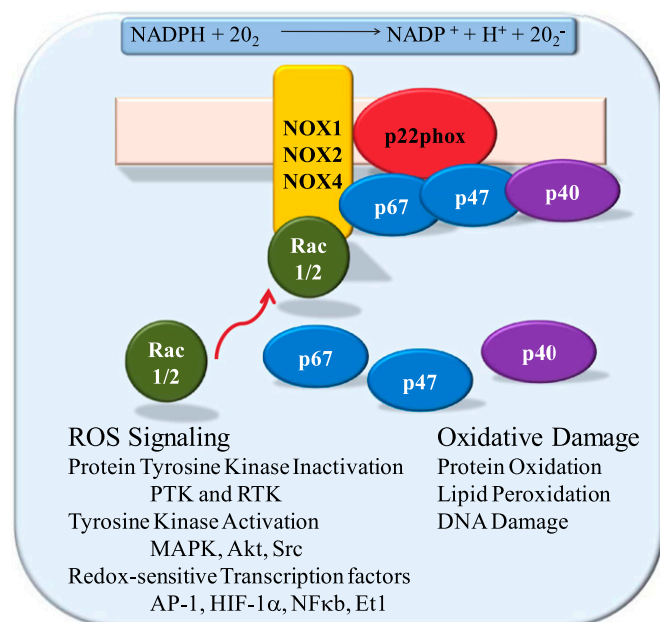 NADPH + 20₂ ⟶ NADP⁺ + H⁺ + 20₂⁻
NOX1
NOX2
NOX4
p22phox
p67
p47
p40
Rac
1/2
Rac
1/2
p67
p47
p40
ROS Signaling
Protein Tyrosine Kinase Inactivation
PTK and RTK
Tyrosine Kinase Activation
MAPK, Akt, Src
Redox-sensitive Transcription factors
AP-1, HIF-1α, NFκb, Et1
Oxidative Damage
Protein Oxidation
Lipid Peroxidation
DNA Damage